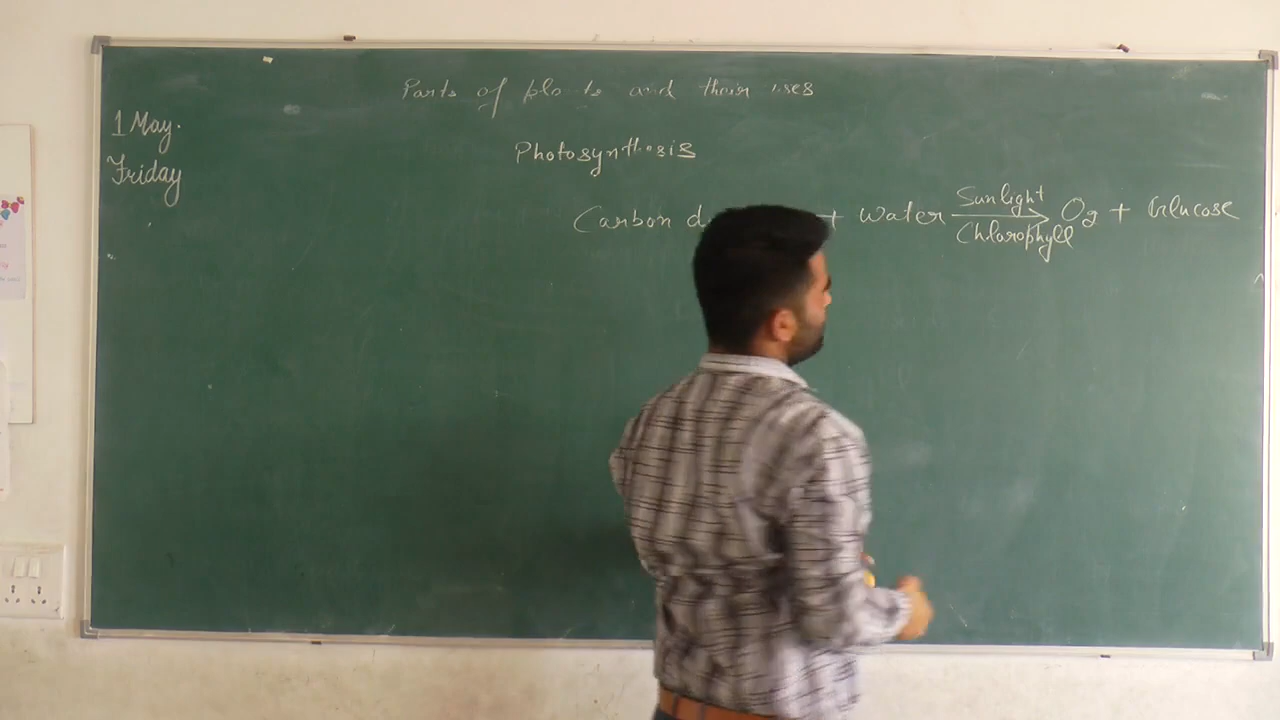 Parts of plants and their uses
1 May.
Friday
Photosynthesis
Carbon d + water Sunlight Chlorophyll O2 + Glucose